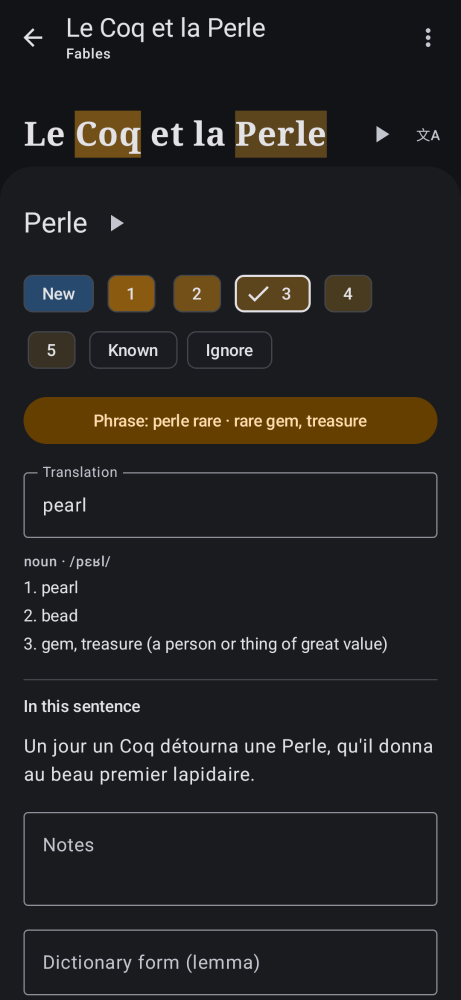 Le Coq et la Perle
Fables
Le Coq et la Perle
文A
Perle
New
1
2
3
4
5
Known
Ignore
Phrase: perle rare · rare gem, treasure
Translation
pearl
noun · /pɛʁl/
1. pearl
2. bead
3. gem, treasure (a person or thing of great value)
In this sentence
Un jour un Coq détourna une Perle, qu'il donna
au beau premier lapidaire.
Notes
Dictionary form (lemma)